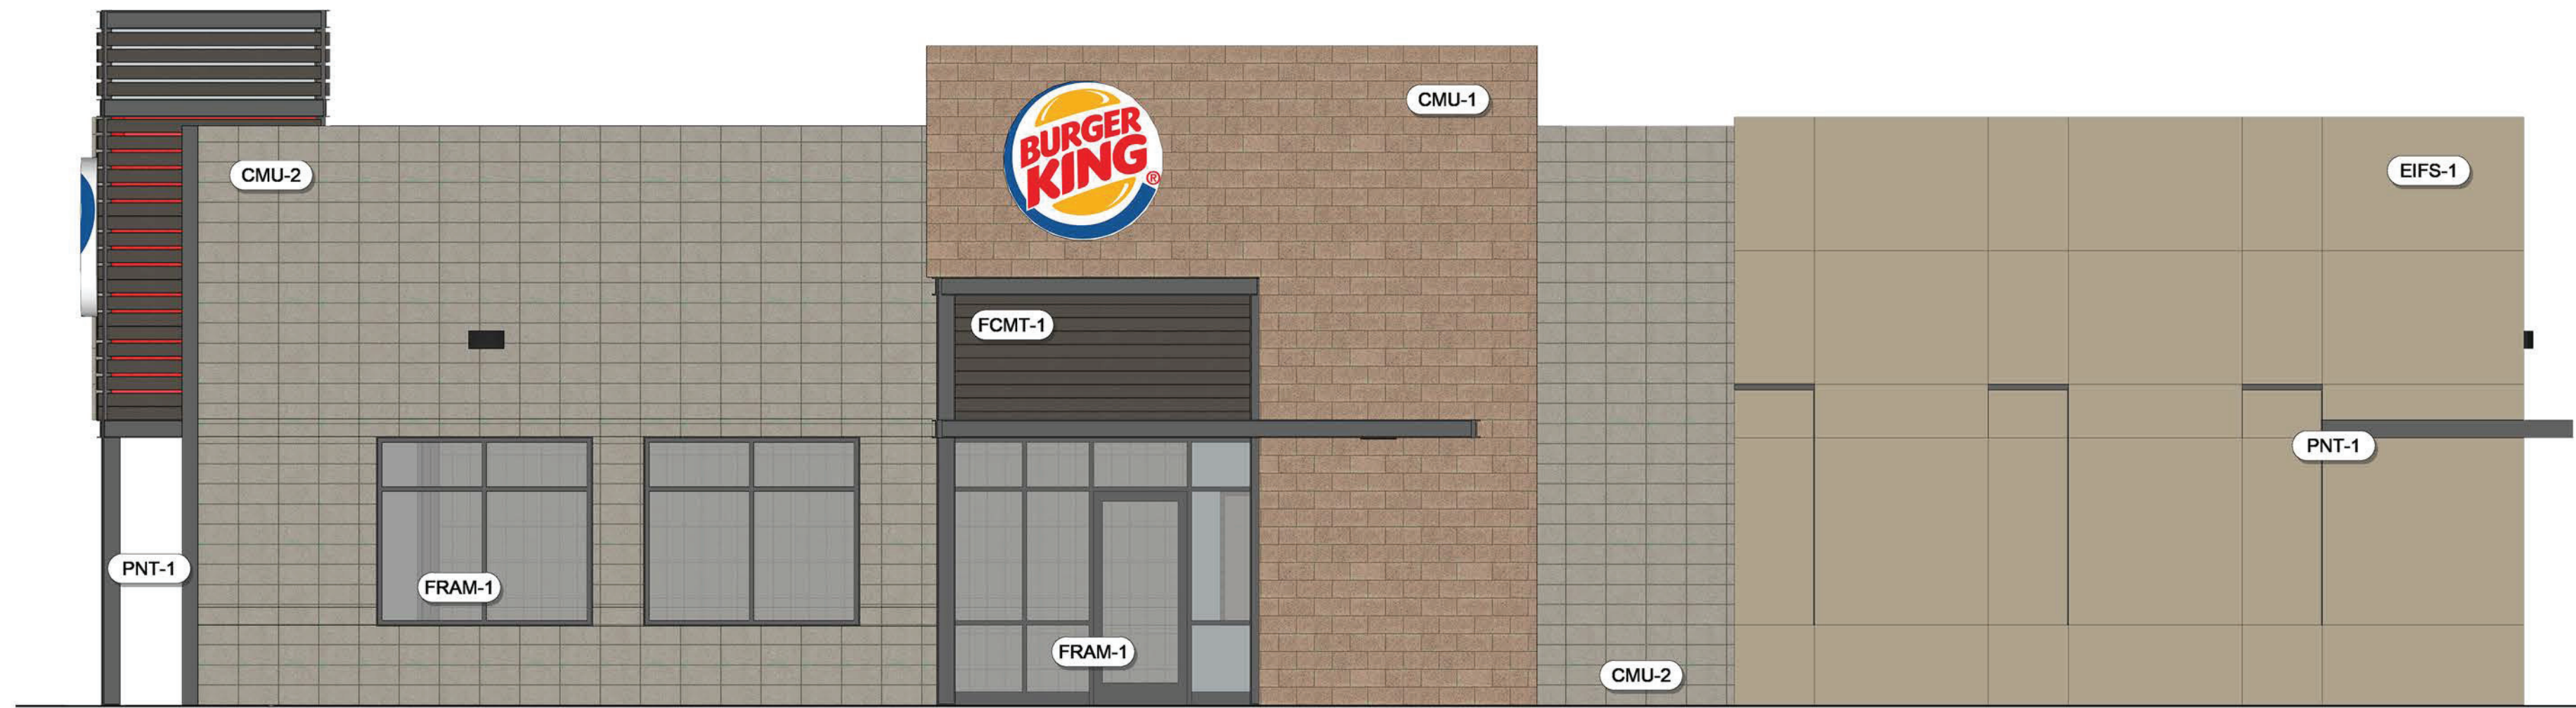 CMU-1
BURGER
KING®
CMU-2
EIFS-1
FCMT-1
PNT-1
PNT-1
FRAM-1
FRAM-1
CMU-2